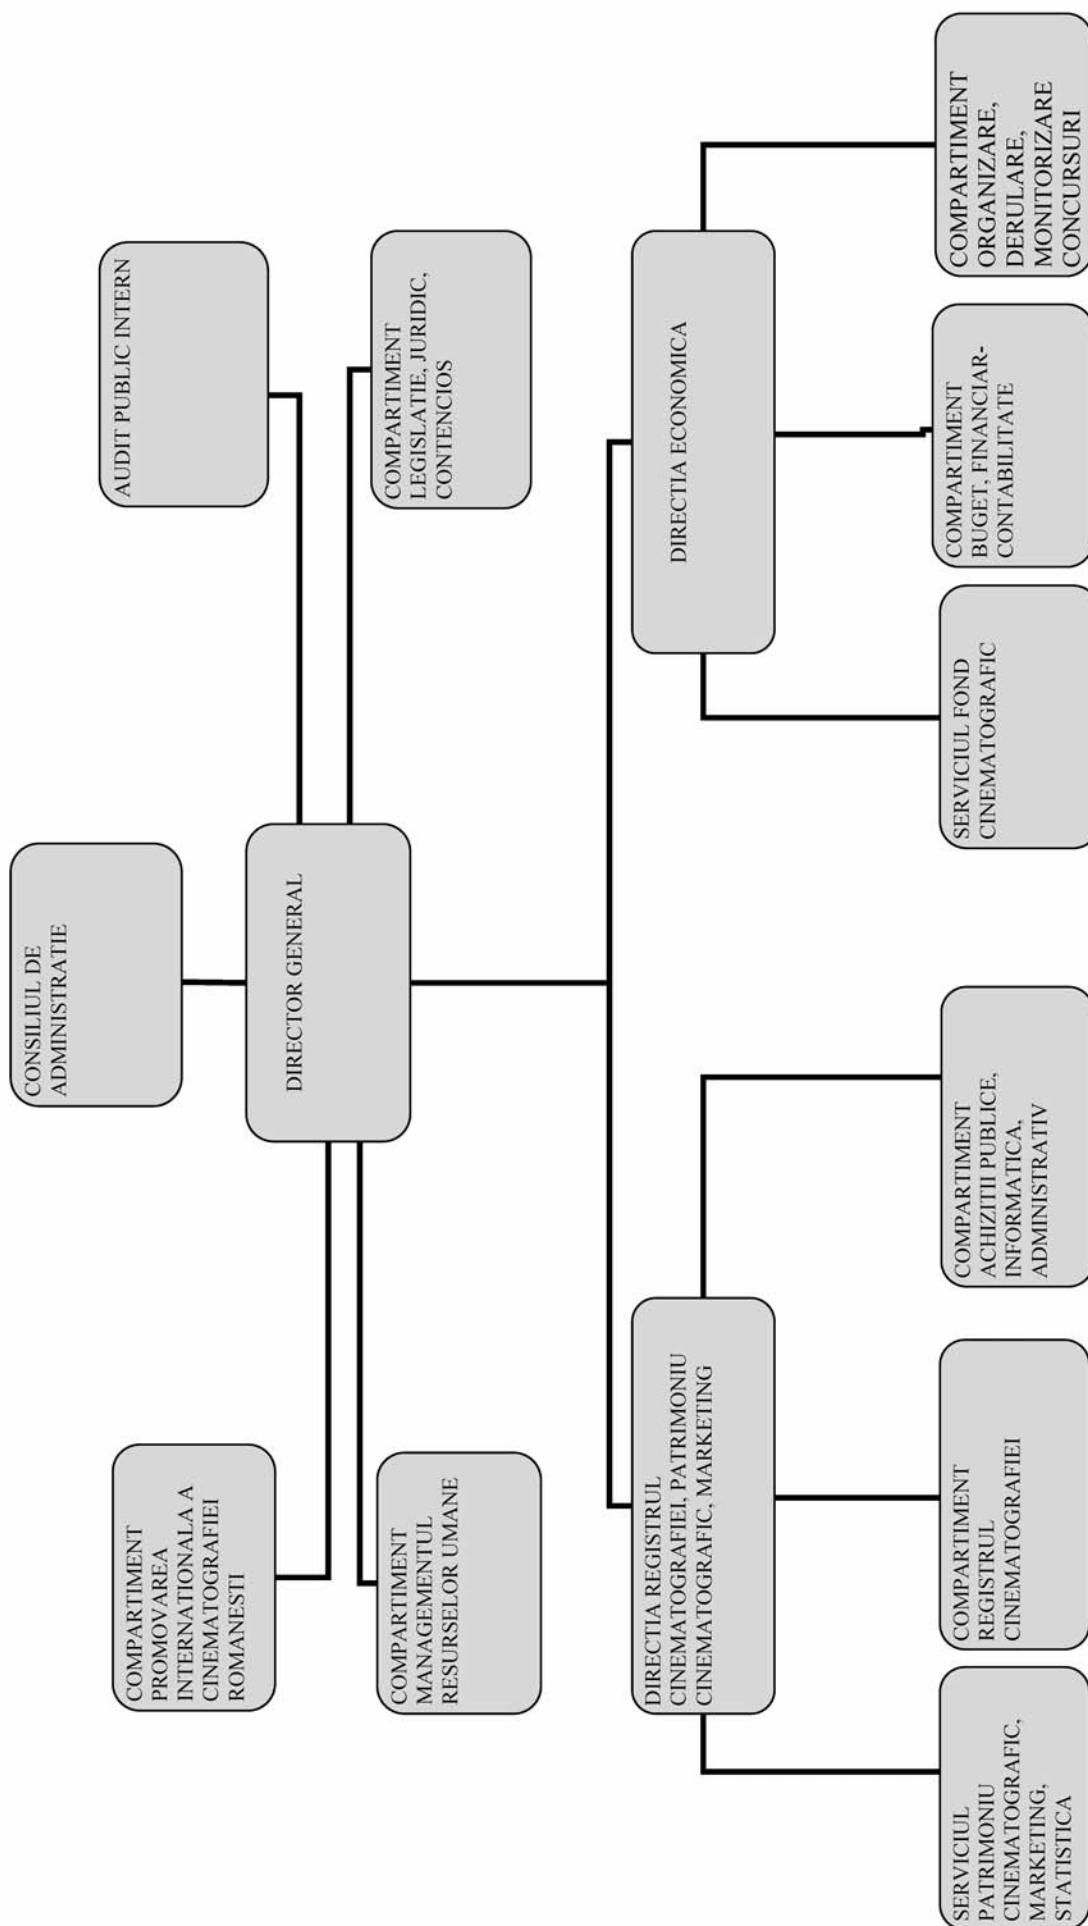 CONSILIUL DE
ADMINISTRATIE
COMPARTIMENT
PROMOVAREA
INTERNATIONALA A
CINEMATOGRAFIEI
ROMANESTI
AUDIT PUBLIC INTERN
DIRECTOR GENERAL
COMPARTIMENT
MANAGEMENTUL
RESURSELOR UMANE
COMPARTIMENT
LEGISLATIE, JURIDIC,
CONTENCIOS
DIRECTIA REGISTRUL
CINEMATOGRAFIEI, PATRIMONIU
CINEMATOGRAFIC, MARKETING
DIRECTIA ECONOMICA
SERVICIUL
PATRIMONIU
CINEMATOGRAFIC,
MARKETING,
STATISTICA
COMPARTIMENT
REGISTRUL
CINEMATOGRAFIEI
COMPARTIMENT
ACHIZITII PUBLICE,
INFORMATICA,
ADMINISTRATIV
SERVICIUL FOND
CINEMATOGRAFIC
COMPARTIMENT
BUGET, FINANCIAR-
CONTABILITATE
COMPARTIMENT
ORGANIZARE,
DERULARE,
MONITORIZARE
CONCURSURI